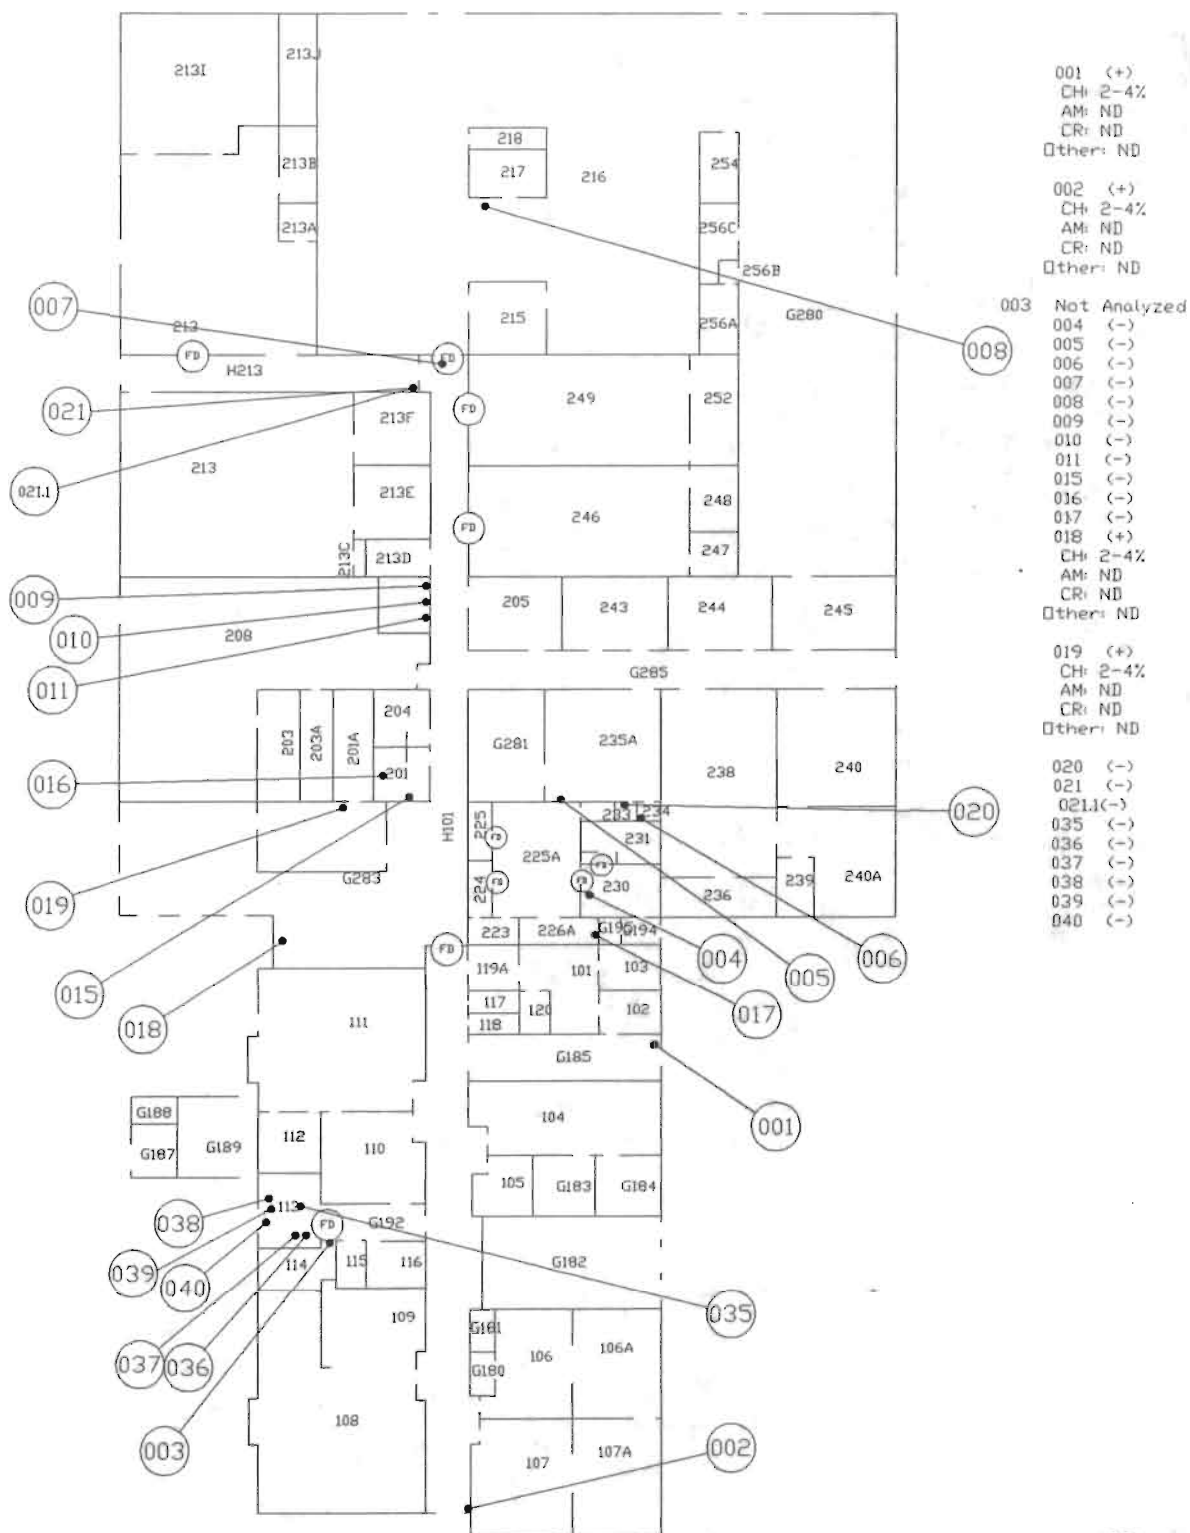 213I
213J
218
213B
217
216
254
213A
256C
256B
007
215
G280
213
256A
FD
FD
008
H213
021
249
252
213F
FD
213
021.1
213E
248
246
FD
213C
213D
247
009
205
243
244
245
010
208
011
G285
204
203
203A
201A
G281
235A
238
240
016
201
233
234
020
H101
225
FD
231
225A
FD
G283
224
FD
FD
230
239
240A
236
019
223
226A
G195
G194
FD
004
005
006
119A
101
103
015
117
120
102
017
018
118
111
G185
G188
104
001
112
G187
G189
110
105
G183
G184
038
113
FD
G192
039
114
115
116
G182
040
035
109
G181
106
106A
037
036
G180
108
003
107
107A
002
001 (+)
CH: 2-4%
AM: ND
CR: ND
Other: ND
002 (+)
CH: 2-4%
AM: ND
CR: ND
Other: ND
003 Not Analyzed
004 (-)
005 (-)
006 (-)
007 (-)
008 (-)
009 (-)
010 (-)
011 (-)
015 (-)
016 (-)
017 (-)
018 (+)
CH: 2-4%
AM: ND
CR: ND
Other: ND
019 (+)
CH: 2-4%
AM: ND
CR: ND
Other: ND
020 (-)
021 (-)
021.1(-)
035 (-)
036 (-)
037 (-)
038 (-)
039 (-)
040 (-)